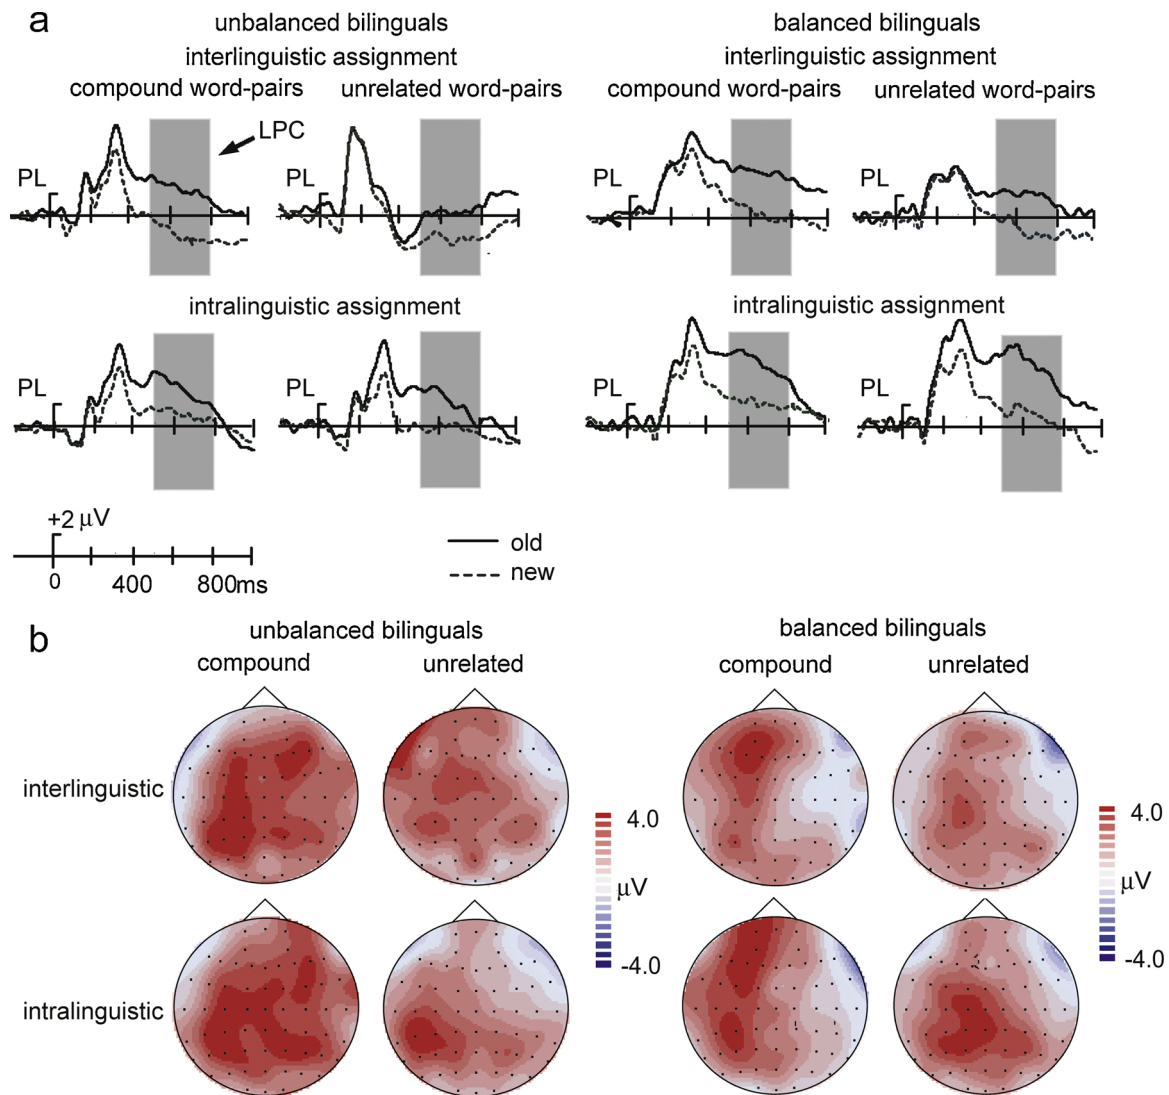 a
unbalanced bilinguals
balanced bilinguals
interlinguistic assignment
interlinguistic assignment
compound word-pairs
unrelated word-pairs
compound word-pairs
unrelated word-pairs
LPC
PL
PL
PL
PL
intralinguistic assignment
intralinguistic assignment
PL
PL
PL
PL
+2 μV
0
400
800ms
old
new
b
unbalanced bilinguals
balanced bilinguals
compound
unrelated
compound
unrelated
interlinguistic
4.0
μV
-4.0
4.0
μV
-4.0
intralinguistic